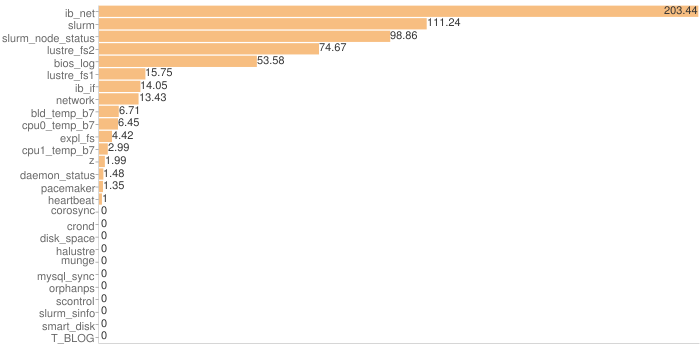 ib_net 203.44
slurm 111.24
slurm_node_status 98.86
lustre_fs2 74.67
bios_log 53.58
lustre_fs1 15.75
ib_if 14.05
network 13.43
bld_temp_b7 6.71
cpu0_temp_b7 6.45
expl_fs 4.42
cpu1_temp_b7 2.99
z 1.99
daemon_status 1.48
pacemaker 1.35
heartbeat 1
corosync 0
crond 0
disk_space 0
halustre 0
munge 0
mysql_sync 0
orphanps 0
scontrol 0
slurm_sinfo 0
smart_disk 0
T_BLOG 0